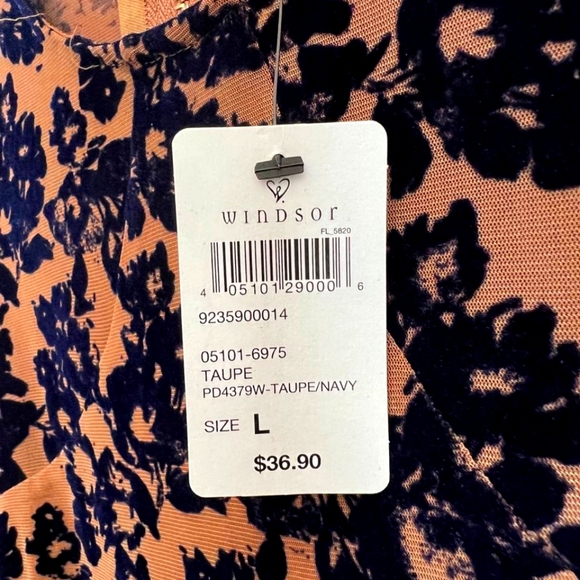 WINDSOR
FL_5820
4 05101 29000 6
9235900014
05101-6975
TAUPE
PD4379W-TAUPE/NAVY
SIZE L
$36.90